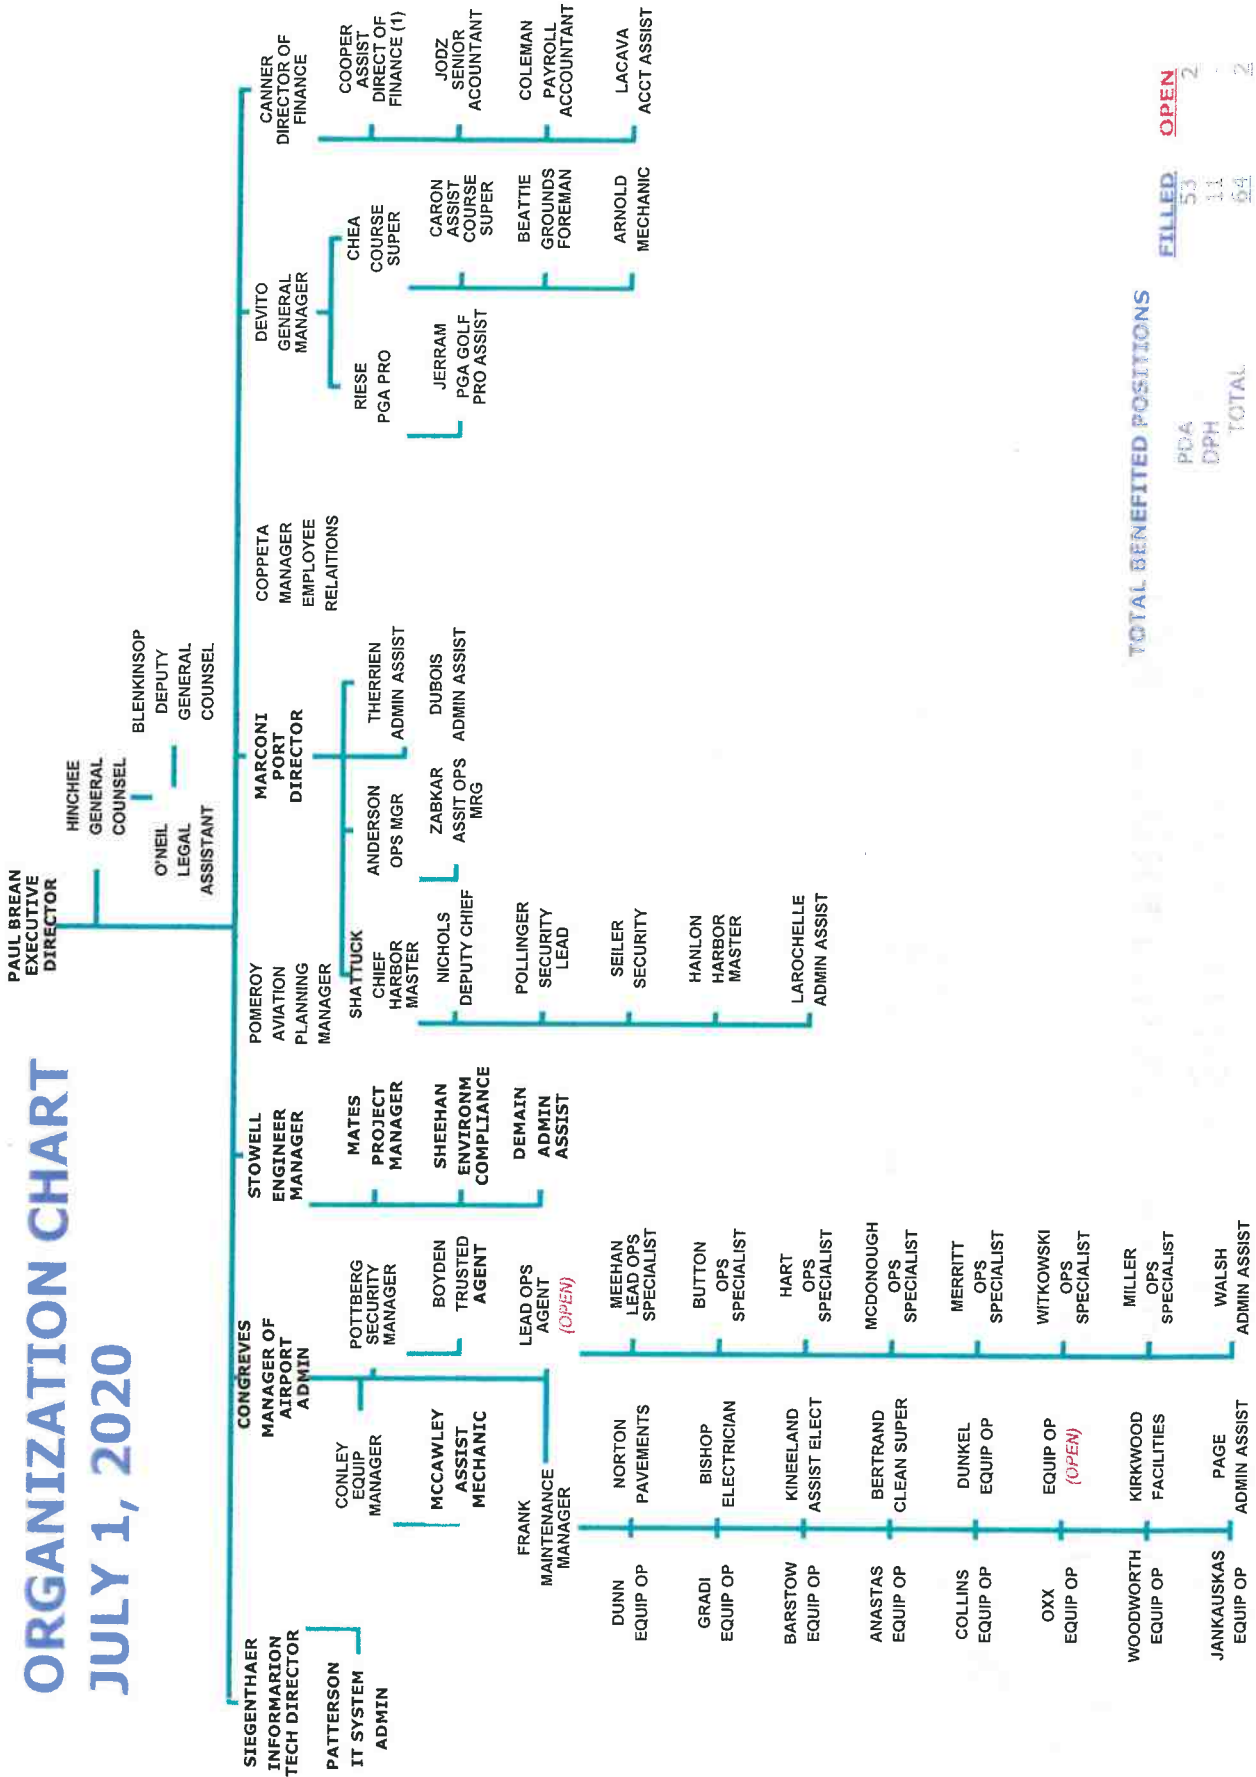 ORGANIZATION CHART
JULY 1, 2020
PAUL BREAN
EXECUTIVE
DIRECTOR
HINCHEE
GENERAL
COUNSEL
O'NEIL
LEGAL
ASSISTANT
BLENKINSOP
DEPUTY
GENERAL
COUNSEL
SIEGENTHAER
INFORMARION
TECH DIRECTOR
PATTERSON
IT SYSTEM
ADMIN
CONGREVES
MANAGER OF
AIRPORT
ADMIN
CONLEY
EQUIP
MANAGER
MCCAWLEY
ASSIST
MECHANIC
POTTBERG
SECURITY
MANAGER
BOYDEN
TRUSTED
AGENT
FRANK
MAINTENANCE
MANAGER
DUNN
EQUIP OP
GRADI
EQUIP OP
BARSTOW
EQUIP OP
ANASTAS
EQUIP OP
COLLINS
EQUIP OP
OXX
EQUIP OP
WOODWORTH
EQUIP OP
JANKAUSKAS
EQUIP OP
NORTON
PAVEMENTS
BISHOP
ELECTRICIAN
KINEELAND
ASSIST ELECT
BERTRAND
CLEAN SUPER
DUNKEL
EQUIP OP
EQUIP OP
(OPEN)
KIRKWOOD
FACILITIES
PAGE
ADMIN ASSIST
LEAD OPS
AGENT
(OPEN)
MEEHAN
LEAD OPS
SPECIALIST
BUTTON
OPS
SPECIALIST
HART
OPS
SPECIALIST
MCDONOUGH
OPS
SPECIALIST
MERRITT
OPS
SPECIALIST
WITKOWSKI
OPS
SPECIALIST
MILLER
OPS
SPECIALIST
WALSH
ADMIN ASSIST
STOWELL
ENGINEER
MANAGER
MATES
PROJECT
MANAGER
SHEEHAN
ENVIRONM
COMPLIANCE
DEMAIN
ADMIN
ASSIST
POMEROY
AVIATION
PLANNING
MANAGER
MARCONI
PORT
DIRECTOR
SHATTUCK
CHIEF
HARBOR
MASTER
NICHOLS
DEPUTY CHIEF
POLLINGER
SECURITY
LEAD
SEILER
SECURITY
HANLON
HARBOR
MASTER
LAROCHELLE
ADMIN ASSIST
ANDERSON
OPS MGR
ZABKAR
ASSIT OPS
MRG
THERRIEN
ADMIN ASSIST
DUBOIS
ADMIN ASSIST
COPPETA
MANAGER
EMPLOYEE
RELAITIONS
DEVITO
GENERAL
MANAGER
RIESE
PGA PRO
JERRAM
PGA GOLF
PRO ASSIST
CHEA
COURSE
SUPER
CARON
ASSIST
COURSE
SUPER
BEATTIE
GROUNDS
FOREMAN
ARNOLD
MECHANIC
CANNER
DIRECTOR OF
FINANCE
COOPER
ASSIST
DIRECT OF
FINANCE (1)
JODZ
SENIOR
ACOUNTANT
COLEMAN
PAYROLL
ACCOUNTANT
LACAVA
ACCT ASSIST
TOTAL BENEFITED POSITIONS
FILLED OPEN
PDA 53 2
DPH 11
TOTAL 64 2